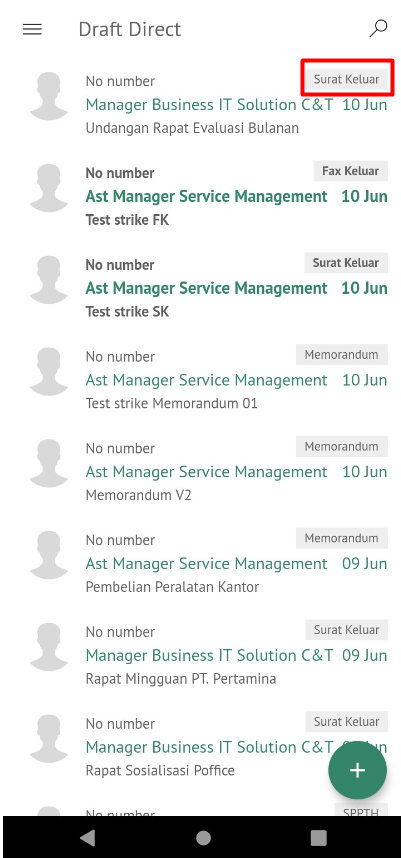 Draft Direct
No number Surat Keluar
Manager Business IT Solution C&T 10 Jun
Undangan Rapat Evaluasi Bulanan
No number Fax Keluar
Ast Manager Service Management 10 Jun
Test strike FK
No number Surat Keluar
Ast Manager Service Management 10 Jun
Test strike SK
No number Memorandum
Ast Manager Service Management 10 Jun
Test strike Memorandum 01
No number Memorandum
Ast Manager Service Management 10 Jun
Memorandum V2
No number Memorandum
Ast Manager Service Management 09 Jun
Pembelian Peralatan Kantor
No number Surat Keluar
Manager Business IT Solution C&T 09 Jun
Rapat Mingguan PT. Pertamina
No number Surat Keluar
Manager Business IT Solution C&T
Rapat Sosialisasi Poffice
No number SPPTH